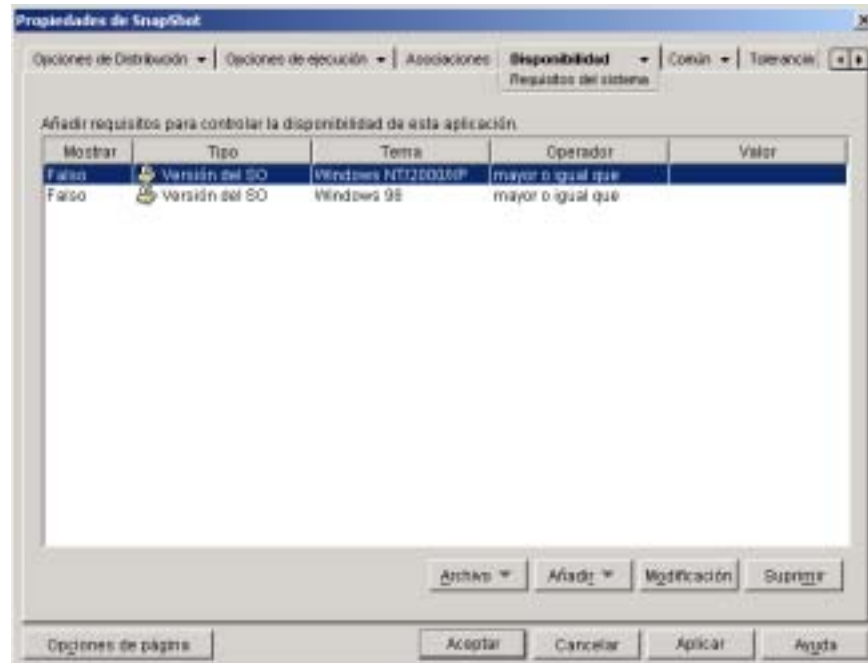 Propiedades de SnapShot
Opciones de Distribución Opciones de ejecución Asociaciones Disponibilidad Común Tolerancia
Requisitos del sistema
Añadir requisitos para controlar la disponibilidad de esta aplicación.
Mostrar Tipo Tema Operador Valor
Falso Versión del SO Windows NT/2000/XP mayor o igual que
Falso Versión del SO Windows 98 mayor o igual que
Archivo Añadir Modificación Suprimir
Opciones de página Aceptar Cancelar Aplicar Ayuda